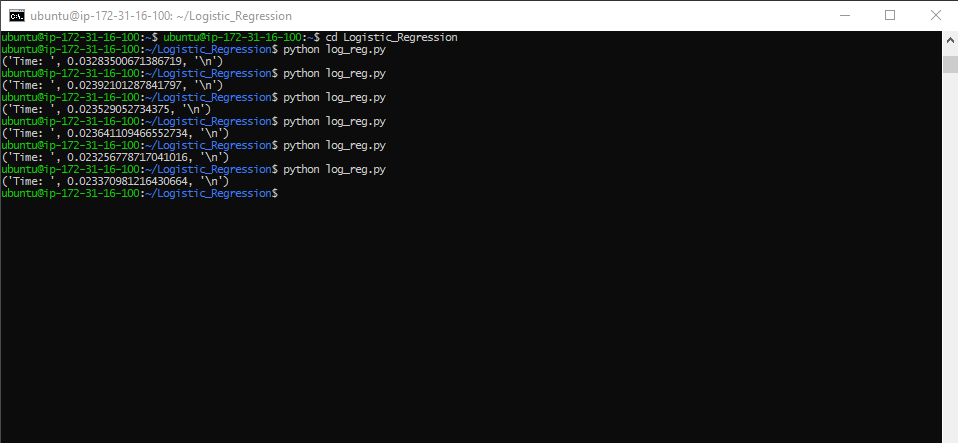 ubuntu@ip-172-31-16-100: ~/Logistic_Regression
ubuntu@ip-172-31-16-100:~$ ubuntu@ip-172-31-16-100:~$ cd Logistic_Regression
ubuntu@ip-172-31-16-100:~/Logistic_Regression$ python log_reg.py
('Time: ', 0.03283500671386719, '\n')
ubuntu@ip-172-31-16-100:~/Logistic_Regression$ python log_reg.py
('Time: ', 0.02392101287841797, '\n')
ubuntu@ip-172-31-16-100:~/Logistic_Regression$ python log_reg.py
('Time: ', 0.023529052734375, '\n')
ubuntu@ip-172-31-16-100:~/Logistic_Regression$ python log_reg.py
('Time: ', 0.023641109466552734, '\n')
ubuntu@ip-172-31-16-100:~/Logistic_Regression$ python log_reg.py
('Time: ', 0.023256778717041016, '\n')
ubuntu@ip-172-31-16-100:~/Logistic_Regression$ python log_reg.py
('Time: ', 0.023370981216430664, '\n')
ubuntu@ip-172-31-16-100:~/Logistic_Regression$